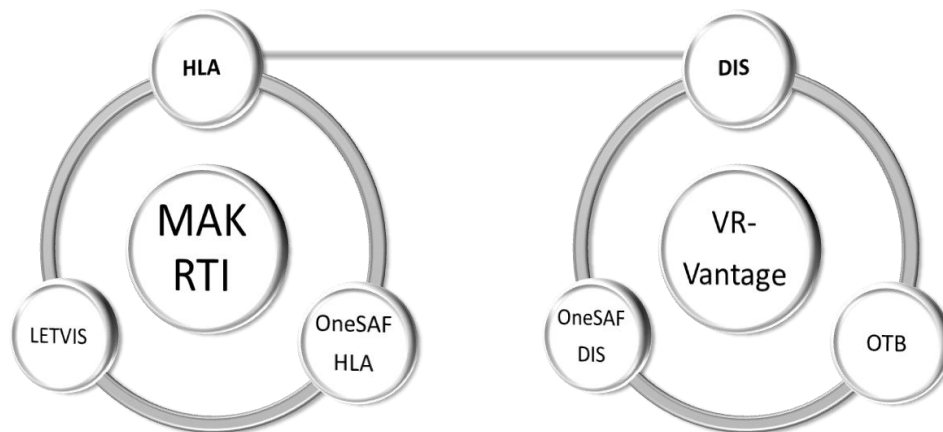 HLA
DIS
MAK
RTI
VR-
Vantage
LETVIS
OneSAF
HLA
OneSAF
DIS
OTB